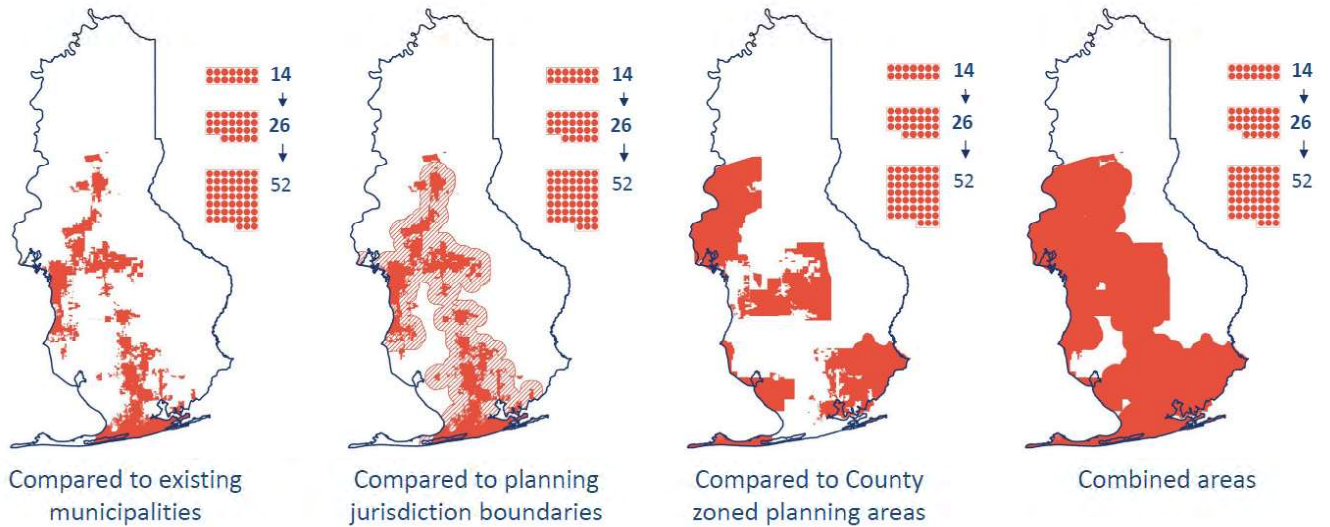 14
26
52
14
26
52
14
26
52
14
26
52
Compared to existing
municipalities
Compared to planning
jurisdiction boundaries
Compared to County
zoned planning areas
Combined areas